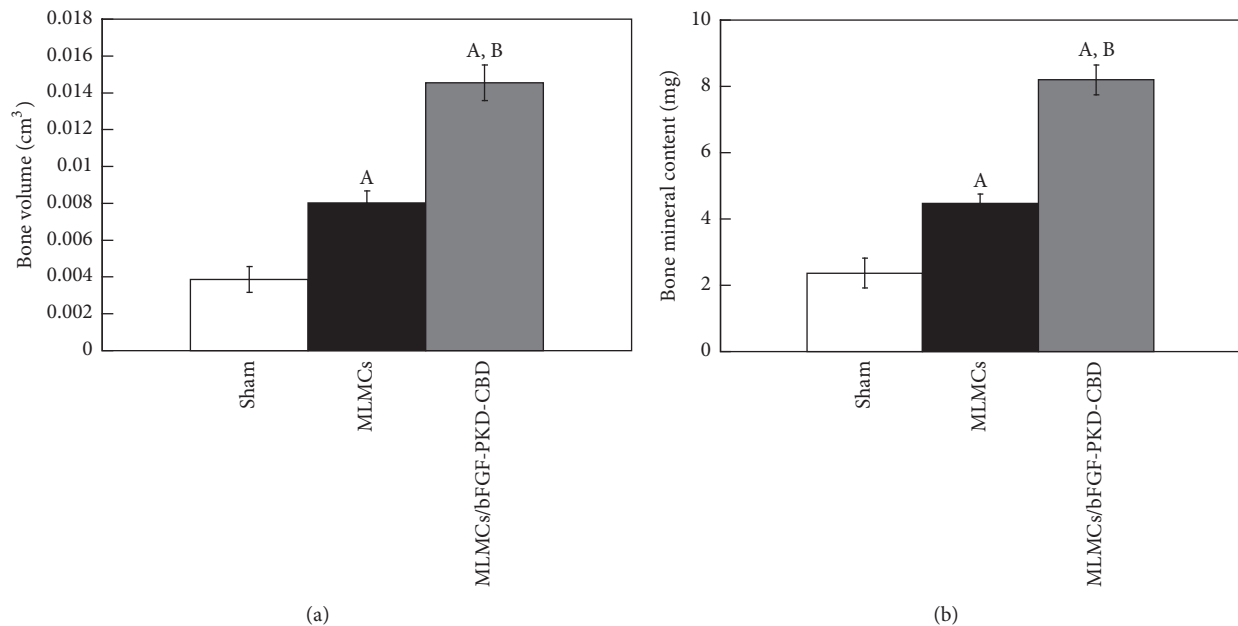 0.018
0.016
0.014
0.012
0.01
0.008
0.006
0.004
0.002
0
Bone volume (cm³)
A
A, B
Sham
MLMCs
MLMCs/bFGF-PKD-CBD
(a)
10
8
6
4
2
0
Bone mineral content (mg)
A
A, B
Sham
MLMCs
MLMCs/bFGF-PKD-CBD
(b)